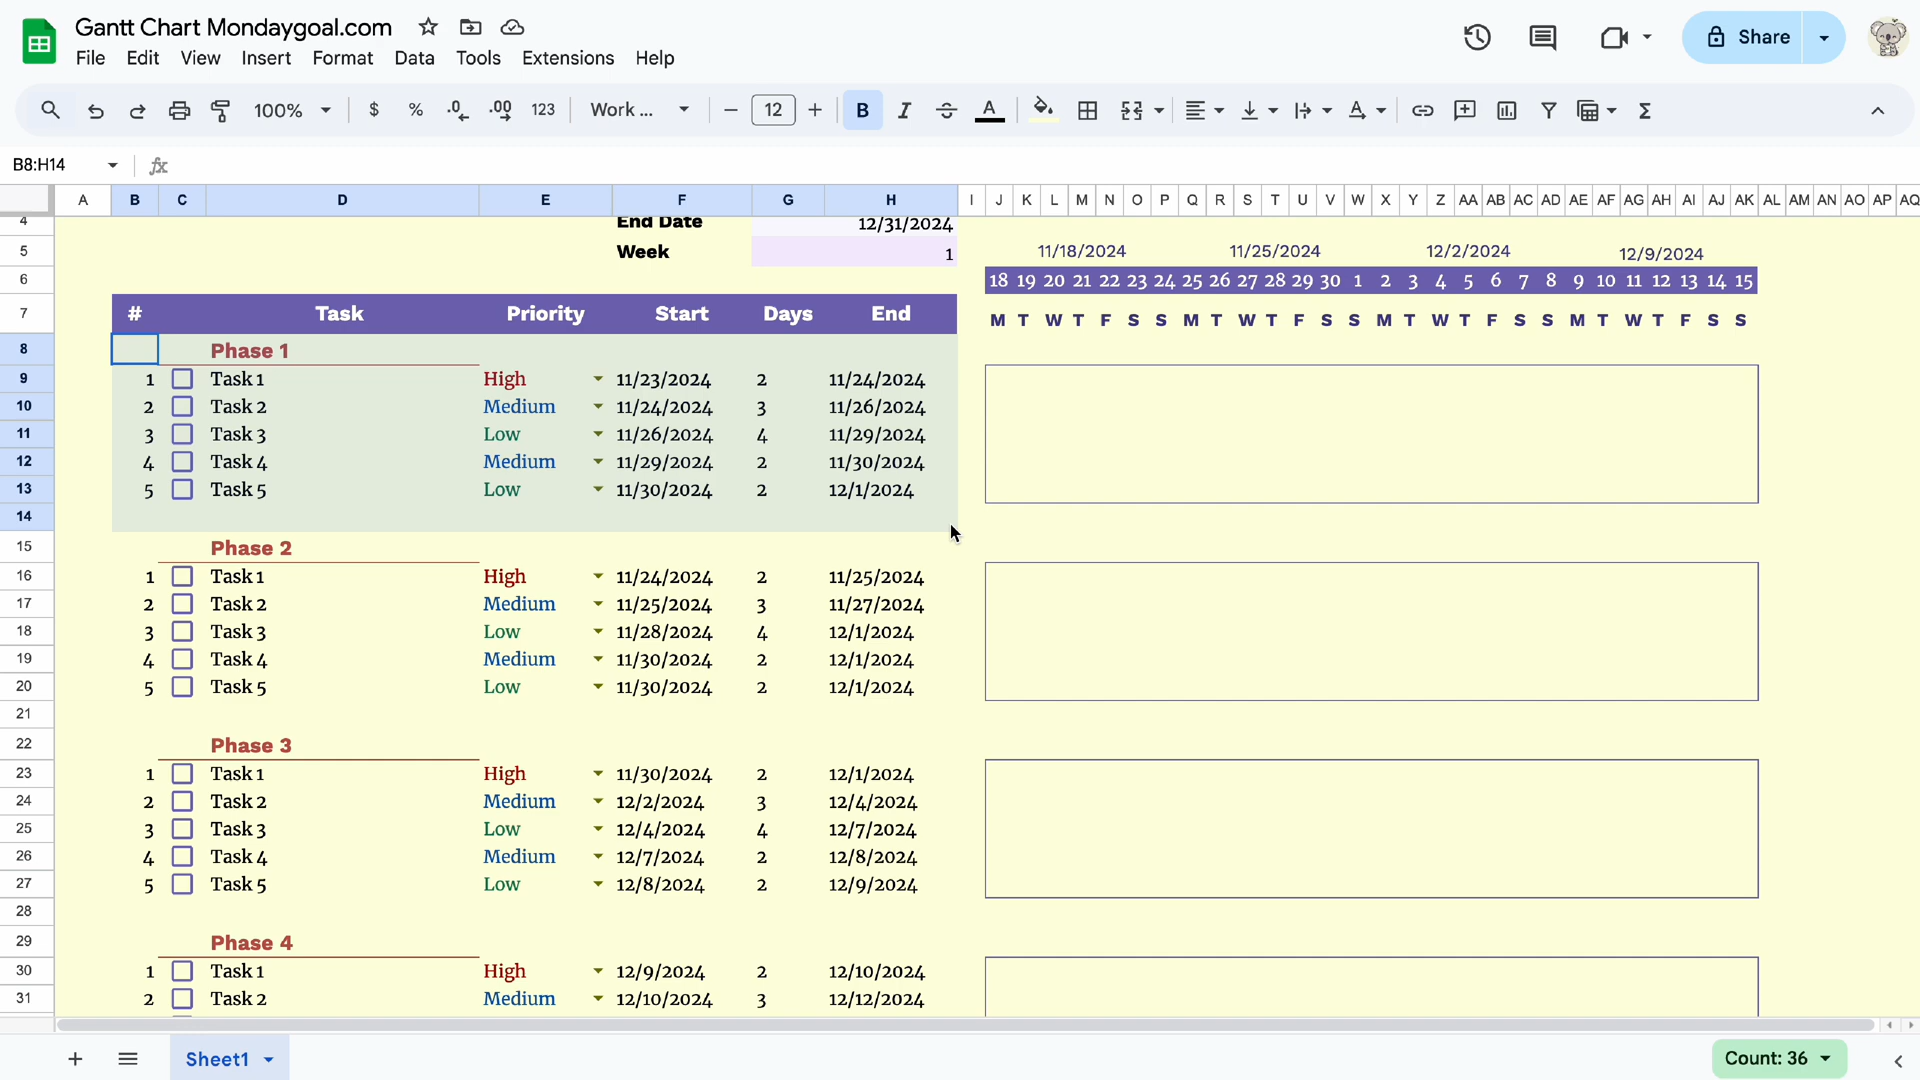 Gantt Chart Mondaygoal.com
File Edit View Insert Format Data Tools Extensions Help
Share
100% $ % .0 .00 123 Work ... 12 B I A Σ
B8:H14 fx
A B C D E F G H I J K L M N O P Q R S T U V W X Y Z AA AB AC AD AE AF AG AH AI AJ AK AL AM AN AO AP AQ
4 End Date 12/31/2024
5 Week 1 11/18/2024 11/25/2024 12/2/2024 12/9/2024
6 18 19 20 21 22 23 24 25 26 27 28 29 30 1 2 3 4 5 6 7 8 9 10 11 12 13 14 15
7 # Task Priority Start Days End M T W T F S S M T W T F S S M T W T F S S M T W T F S S
8 Phase 1
9 1 Task 1 High 11/23/2024 2 11/24/2024
10 2 Task 2 Medium 11/24/2024 3 11/26/2024
11 3 Task 3 Low 11/26/2024 4 11/29/2024
12 4 Task 4 Medium 11/29/2024 2 11/30/2024
13 5 Task 5 Low 11/30/2024 2 12/1/2024
14
15 Phase 2
16 1 Task 1 High 11/24/2024 2 11/25/2024
17 2 Task 2 Medium 11/25/2024 3 11/27/2024
18 3 Task 3 Low 11/28/2024 4 12/1/2024
19 4 Task 4 Medium 11/30/2024 2 12/1/2024
20 5 Task 5 Low 11/30/2024 2 12/1/2024
21
22 Phase 3
23 1 Task 1 High 11/30/2024 2 12/1/2024
24 2 Task 2 Medium 12/2/2024 3 12/4/2024
25 3 Task 3 Low 12/4/2024 4 12/7/2024
26 4 Task 4 Medium 12/7/2024 2 12/8/2024
27 5 Task 5 Low 12/8/2024 2 12/9/2024
28
29 Phase 4
30 1 Task 1 High 12/9/2024 2 12/10/2024
31 2 Task 2 Medium 12/10/2024 3 12/12/2024
Sheet1
Count: 36